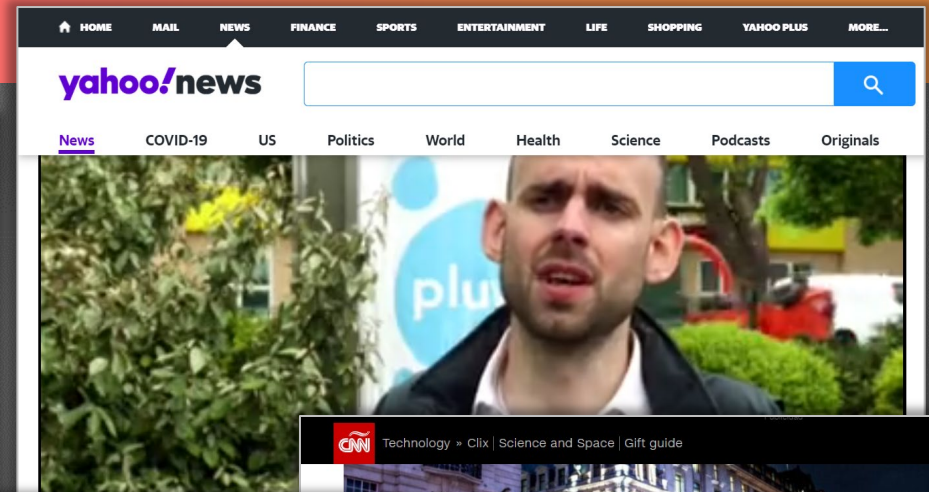 HOME MAIL NEWS FINANCE SPORTS ENTERTAINMENT LIFE SHOPPING YAHOO PLUS MORE...
yahoo!news
News COVID-19 US Politics World Health Science Podcasts Originals
plu
CNN Technology » Clix | Science and Space | Gift guide